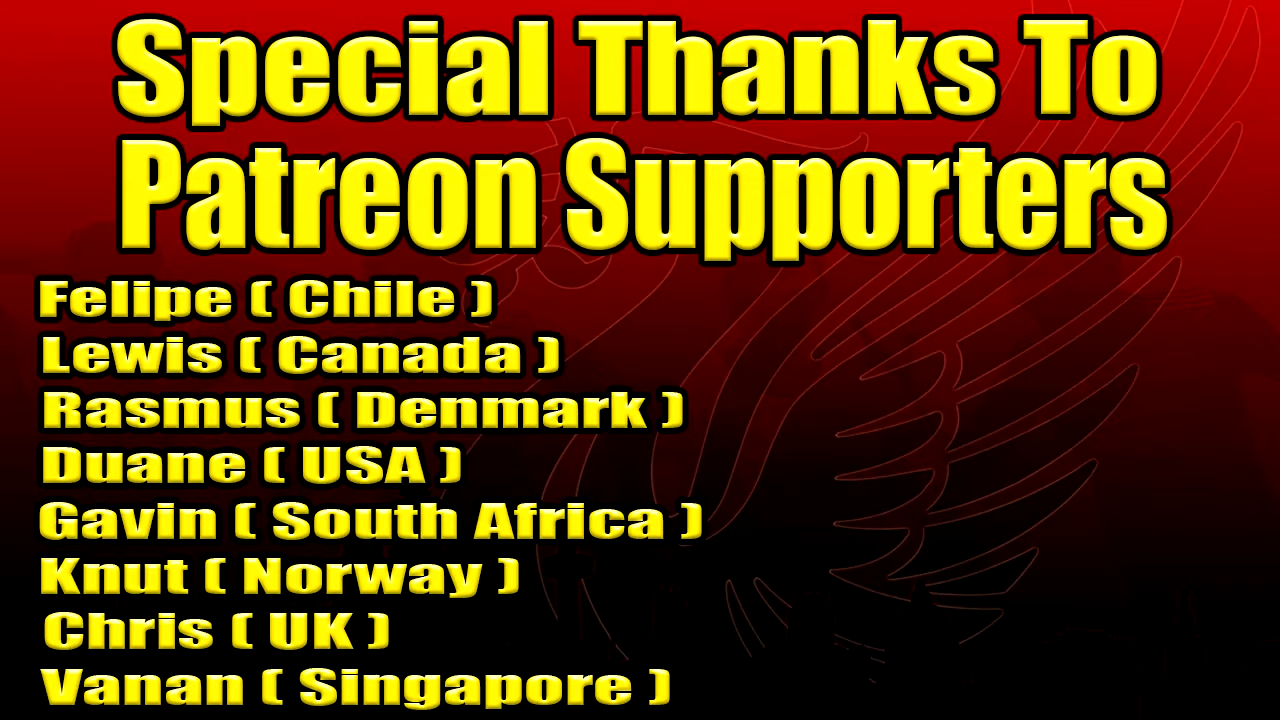 Special Thanks To
Patreon Supporters
Felipe ( Chile )
Lewis ( Canada )
Rasmus ( Denmark )
Duane ( USA )
Gavin ( South Africa )
Knut ( Norway )
Chris ( UK )
Vanan ( Singapore )